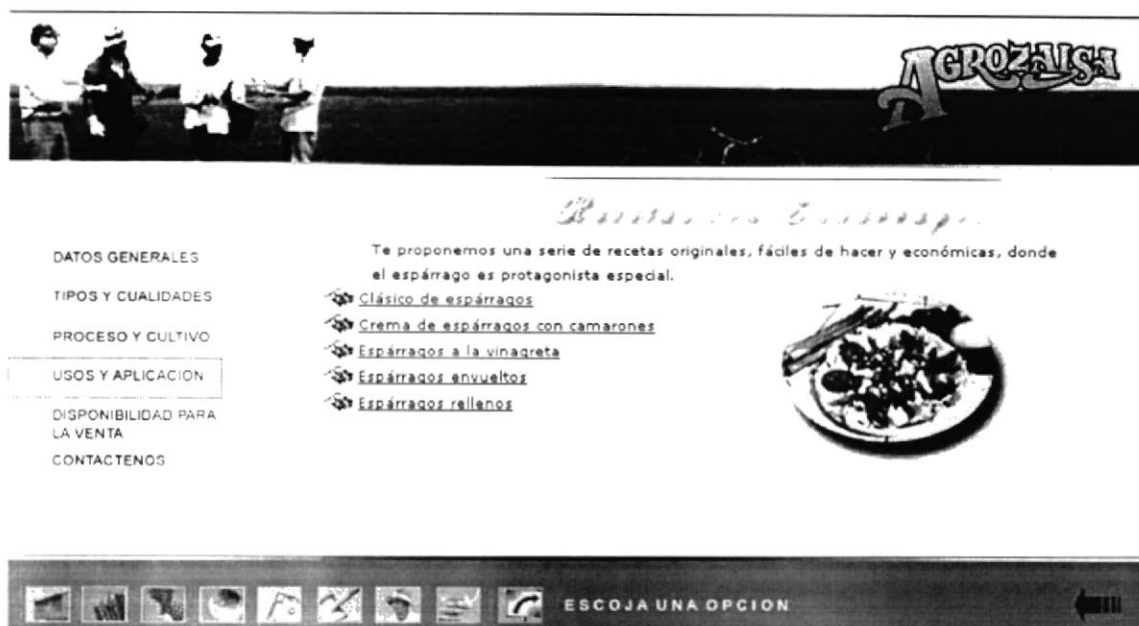 AGROZAISA
DATOS GENERALES
TIPOS Y CUALIDADES
PROCESO Y CULTIVO
USOS Y APLICACION
DISPONIBILIDAD PARA
LA VENTA
CONTACTENOS
Te proponemos una serie de recetas originales, fáciles de hacer y económicas, donde
el espárrago es protagonista especial.
Clásico de espárragos
Crema de espárragos con camarones
Espárragos a la vinagreta
Espárragos envueltos
Espárragos rellenos
ESCOJA UNA OPCION